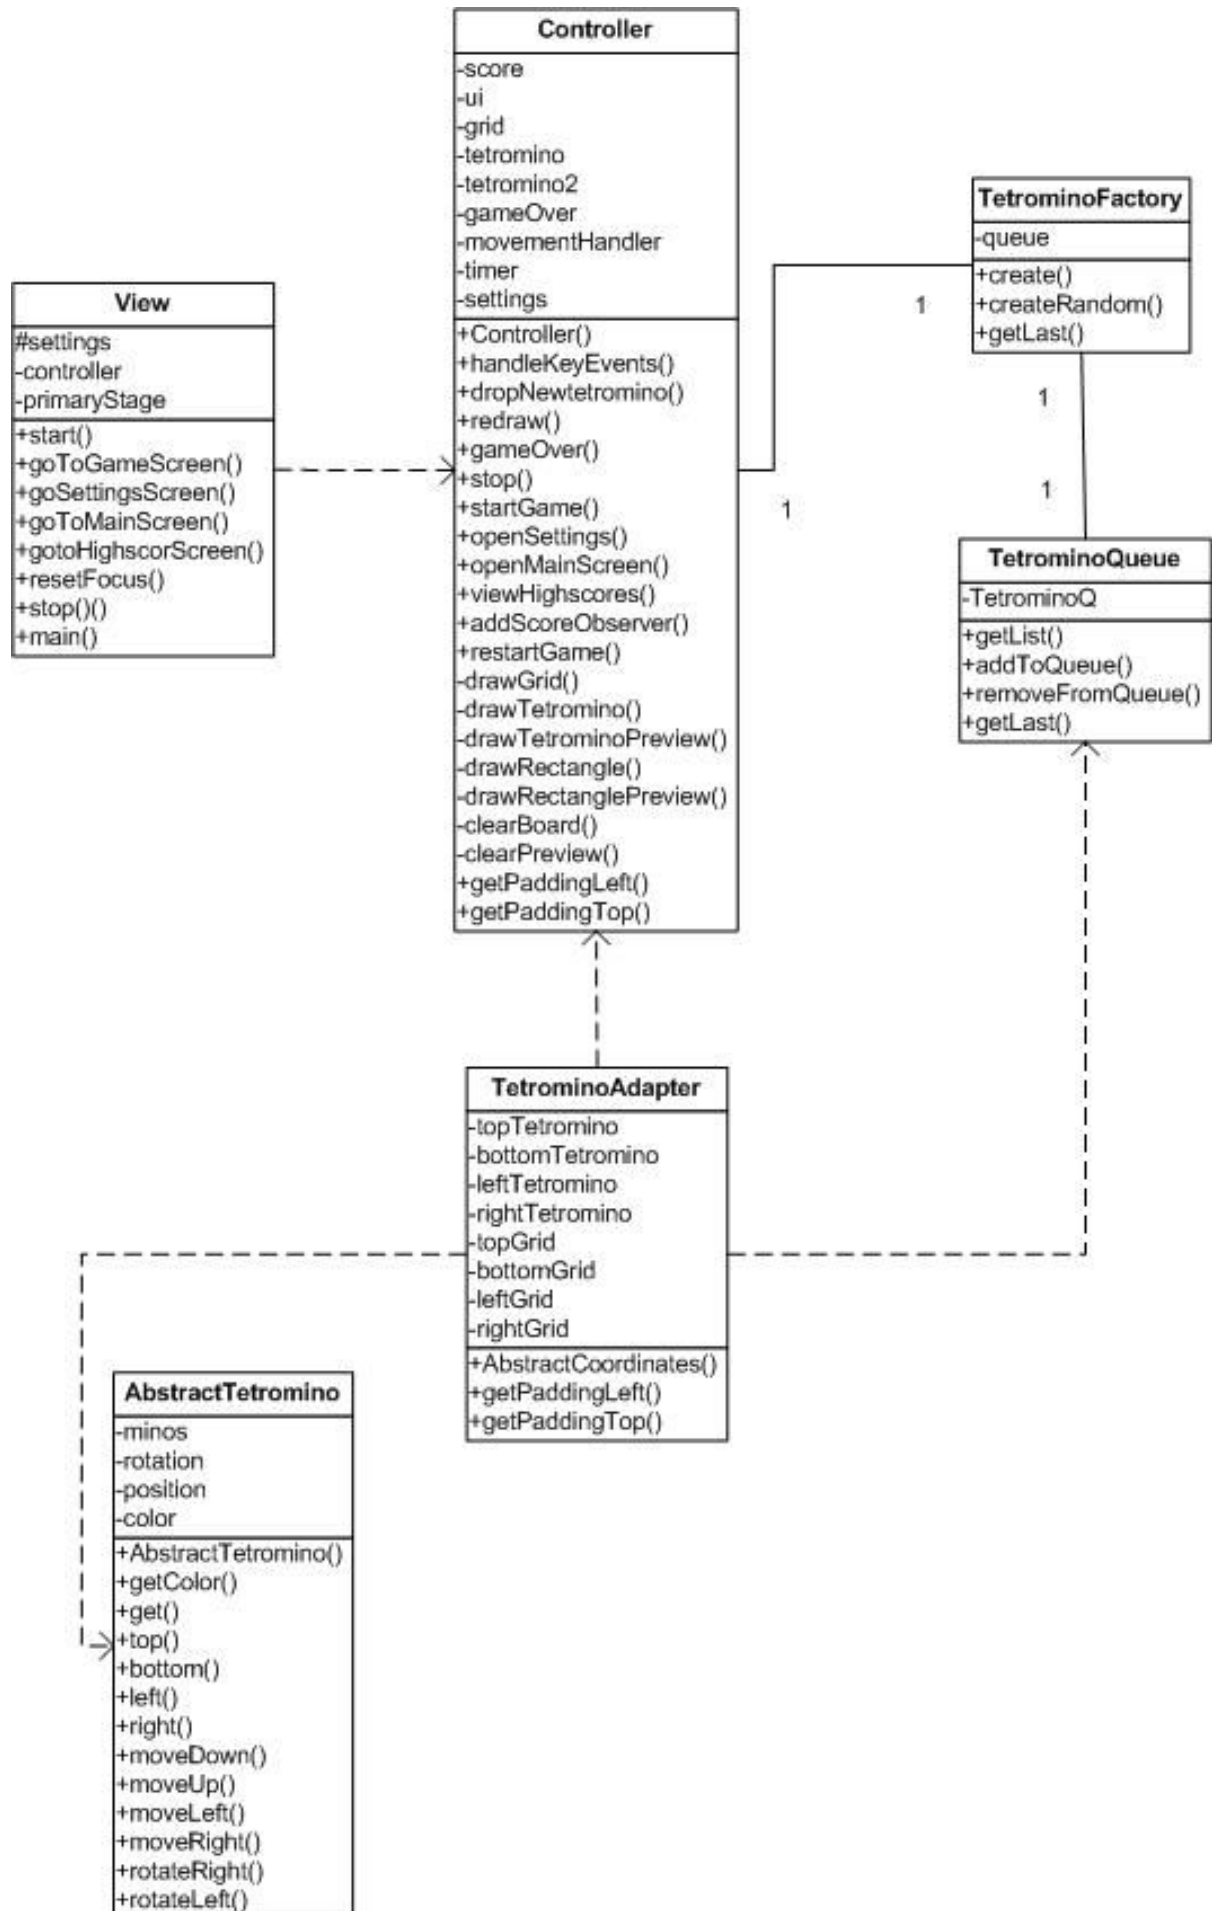 Controller
-score
-ui
-grid
-tetromino
-tetromino2
-gameOver
-movementHandler
-timer
-settings
+Controller()
+handleKeyEvents()
+dropNewtetromino()
+redraw()
+gameOver()
+stop()
+startGame()
+openSettings()
+openMainScreen()
+viewHighscores()
+addScoreObserver()
+restartGame()
-drawGrid()
-drawTetromino()
-drawTetrominoPreview()
-drawRectangle()
-drawRectanglePreview()
-clearBoard()
-clearPreview()
+getPaddingLeft()
+getPaddingTop()
View
#settings
-controller
-primaryStage
+start()
+goToGameScreen()
+goSettingsScreen()
+goToMainScreen()
+gotoHighscorScreen()
+resetFocus()
+stop()()
+main()
TetrominoFactory
-queue
+create()
+createRandom()
+getLast()
1
1
1
1
TetrominoQueue
-TetrominoQ
+getList()
+addToQueue()
+removeFromQueue()
+getLast()
TetrominoAdapter
-topTetromino
-bottomTetromino
-leftTetromino
-rightTetromino
-topGrid
-bottomGrid
-leftGrid
-rightGrid
+AbstractCoordinates()
+getPaddingLeft()
+getPaddingTop()
AbstractTetromino
-minos
-rotation
-position
-color
+AbstractTetromino()
+getColor()
+get()
+top()
+bottom()
+left()
+right()
+moveDown()
+moveUp()
+moveLeft()
+moveRight()
+rotateRight()
+rotateLeft()